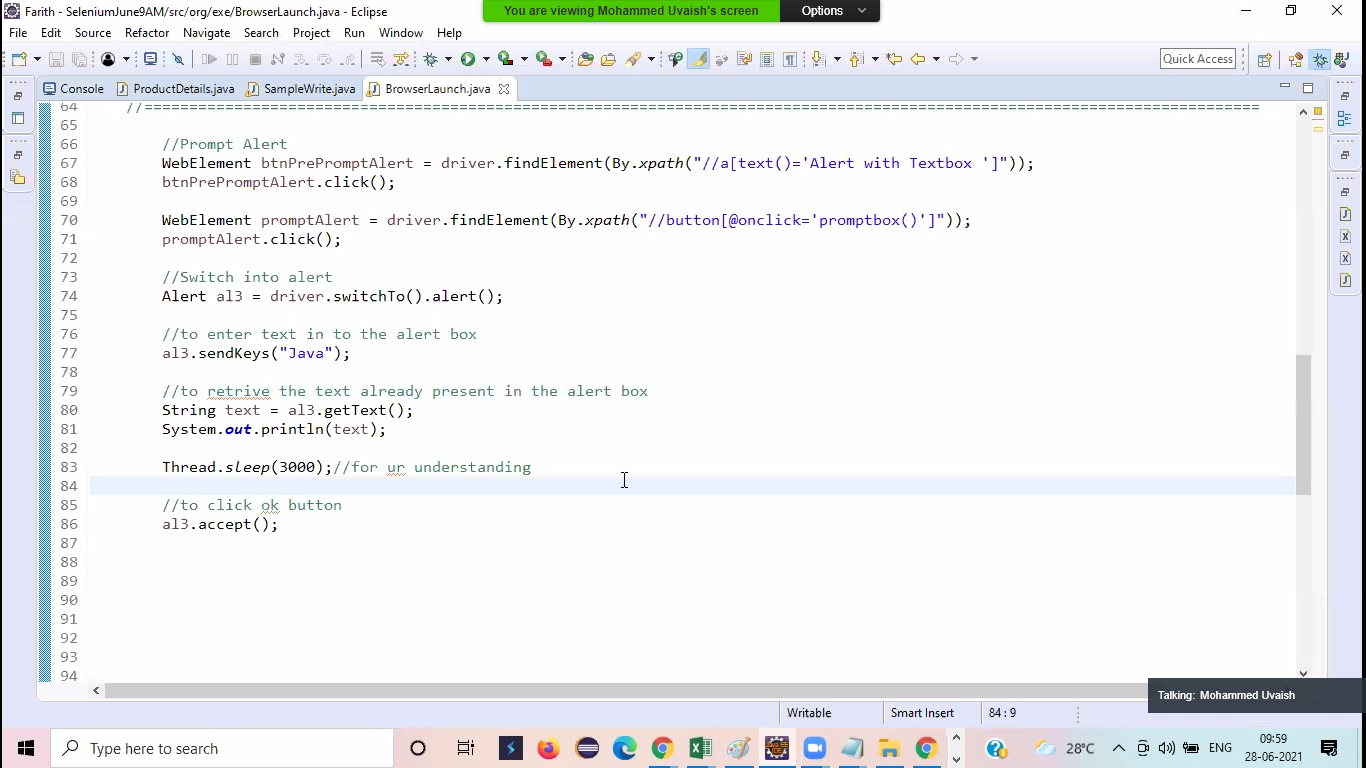 Farith - SeleniumJune9AM/src/org/exe/BrowserLaunch.java - Eclipse
You are viewing Mohammed Uvaish's screen
Options
File Edit Source Refactor Navigate Search Project Run Window Help
Quick Access
Console ProductDetails.java SampleWrite.java BrowserLaunch.java
64 //============================================================================================================================
65
66 //Prompt Alert
67 WebElement btnPrePromptAlert = driver.findElement(By.xpath("//a[text()='Alert with Textbox ']"));
68 btnPrePromptAlert.click();
69
70 WebElement promptAlert = driver.findElement(By.xpath("//button[@onclick='promptbox()']"));
71 promptAlert.click();
72
73 //Switch into alert
74 Alert al3 = driver.switchTo().alert();
75
76 //to enter text in to the alert box
77 al3.sendKeys("Java");
78
79 //to retrive the text already present in the alert box
80 String text = al3.getText();
81 System.out.println(text);
82
83 Thread.sleep(3000);//for ur understanding
84
85 //to click ok button
86 al3.accept();
87
88
89
90
91
92
93
94
Talking: Mohammed Uvaish
Writable Smart Insert 84 : 9
Type here to search
28°C ENG
09:59
28-06-2021